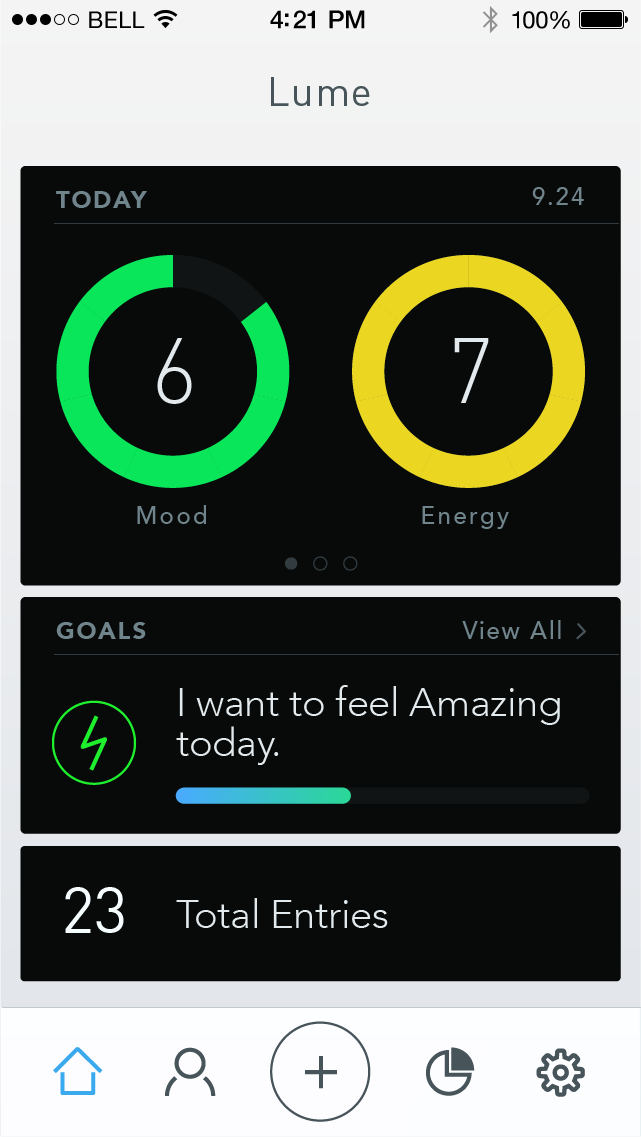 BELL 4:21 PM 100%
Lume
TODAY 9.24
6 7
Mood Energy
GOALS View All >
I want to feel Amazing
today.
23 Total Entries